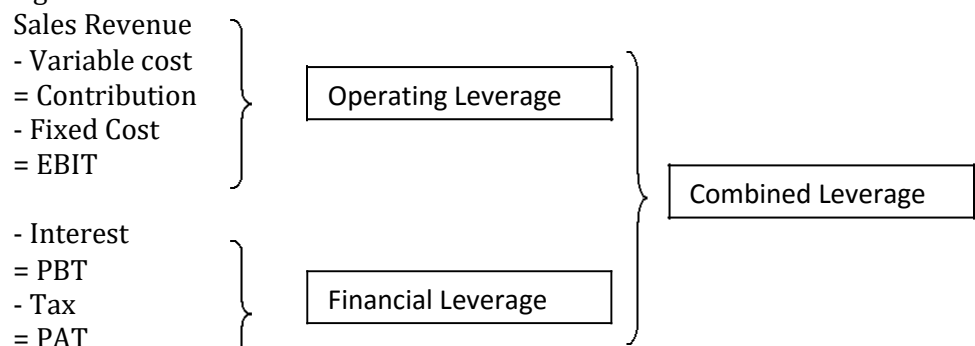 Sales Revenue
- Variable cost
= Contribution
- Fixed Cost
= EBIT
Operating Leverage
Combined Leverage
- Interest
= PBT
- Tax
= PAT
Financial Leverage